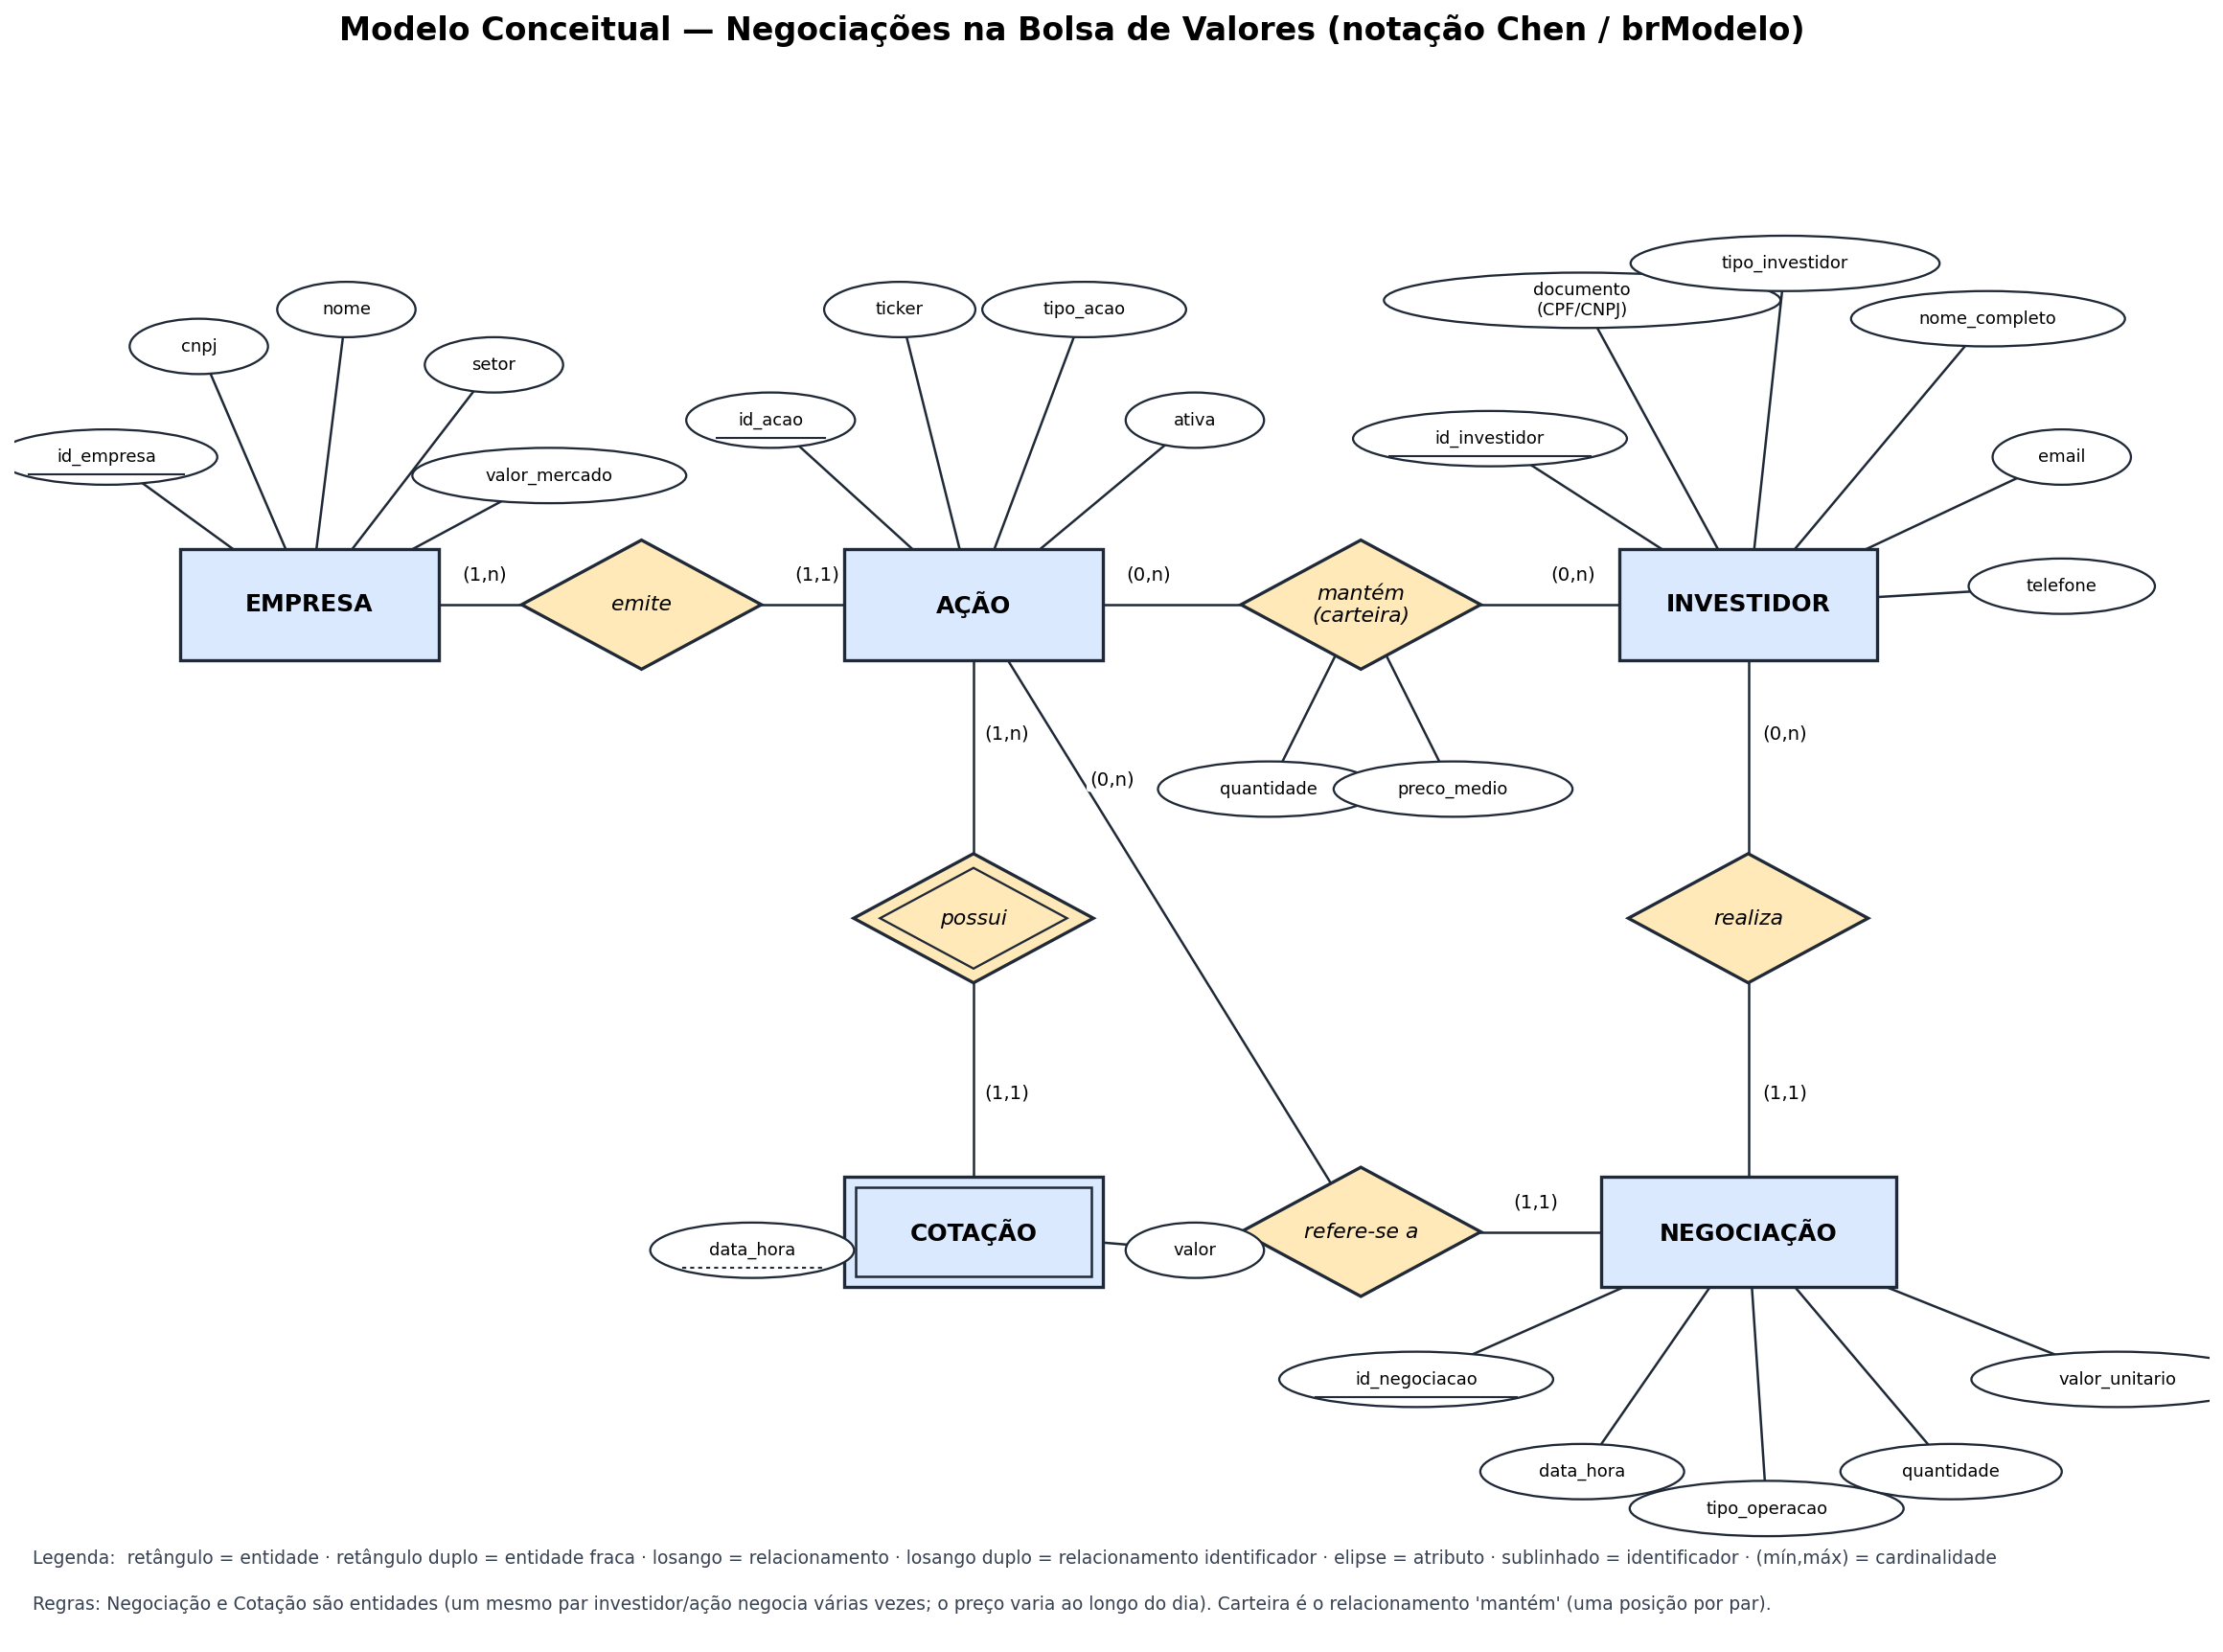 Modelo Conceitual — Negociações na Bolsa de Valores (notação Chen / brModelo)
tipo_investidor
documento
(CPF/CNPJ)
nome
ticker
tipo_acao
nome_completo
cnpj
setor
id_acao
ativa
id_investidor
id_empresa
email
valor_mercado
telefone
(1,n)
(1,1)
(0,n)
(0,n)
EMPRESA
emite
AÇÃO
mantém
(carteira)
INVESTIDOR
(1,n)
(0,n)
(0,n)
quantidade
preco_medio
possui
realiza
(1,1)
(1,1)
(1,1)
COTAÇÃO
refere-se a
NEGOCIAÇÃO
data_hora
valor
id_negociacao
valor_unitario
data_hora
quantidade
tipo_operacao
Legenda:  retângulo = entidade · retângulo duplo = entidade fraca · losango = relacionamento · losango duplo = relacionamento identificador · elipse = atributo · sublinhado = identificador · (mín,máx) = cardinalidade
Regras: Negociação e Cotação são entidades (um mesmo par investidor/ação negocia várias vezes; o preço varia ao longo do dia). Carteira é o relacionamento 'mantém' (uma posição por par).